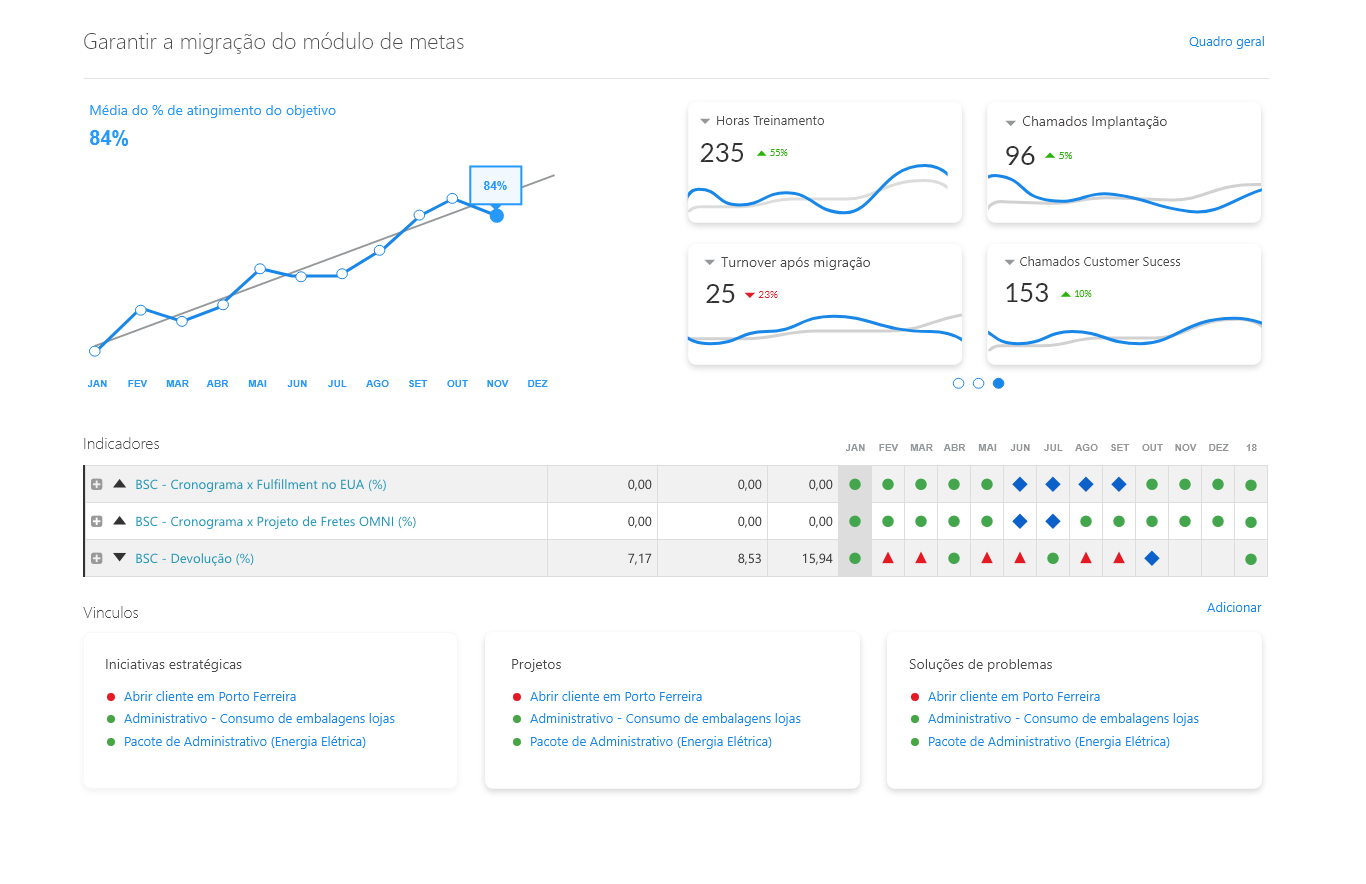 Garantir a migração do módulo de metas
Quadro geral
Média do % de atingimento do objetivo
84%
84%
JAN FEV MAR ABR MAI JUN JUL AGO SET OUT NOV DEZ
Horas Treinamento
235 55%
Chamados Implantação
96 5%
Turnover após migração
25 23%
Chamados Customer Sucess
153 10%
Indicadores JAN FEV MAR ABR MAI JUN JUL AGO SET OUT NOV DEZ 18
BSC - Cronograma x Fulfillment no EUA (%) 0,00 0,00 0,00
BSC - Cronograma x Projeto de Fretes OMNI (%) 0,00 0,00 0,00
BSC - Devolução (%) 7,17 8,53 15,94
Vinculos
Adicionar
Iniciativas estratégicas
Abrir cliente em Porto Ferreira
Administrativo - Consumo de embalagens lojas
Pacote de Administrativo (Energia Elétrica)
Projetos
Abrir cliente em Porto Ferreira
Administrativo - Consumo de embalagens lojas
Pacote de Administrativo (Energia Elétrica)
Soluções de problemas
Abrir cliente em Porto Ferreira
Administrativo - Consumo de embalagens lojas
Pacote de Administrativo (Energia Elétrica)